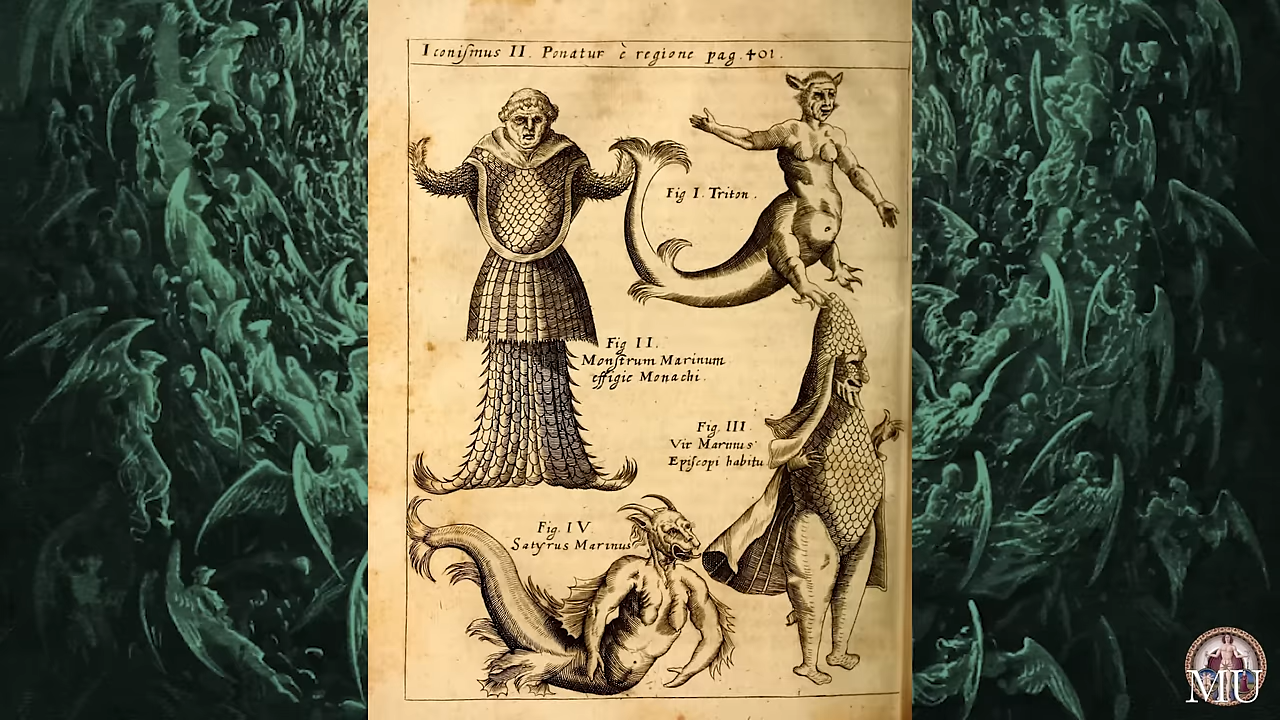 Iconiſmus II. Ponatur è regione pag. 401.
Fig I. Triton.
Fig II.
Monſtrum Marinum
effigie Monachi.
Fig. III
Vir Marinus
Epiſcopi habitu
Fig. IV
Satyrus Marinus
MU